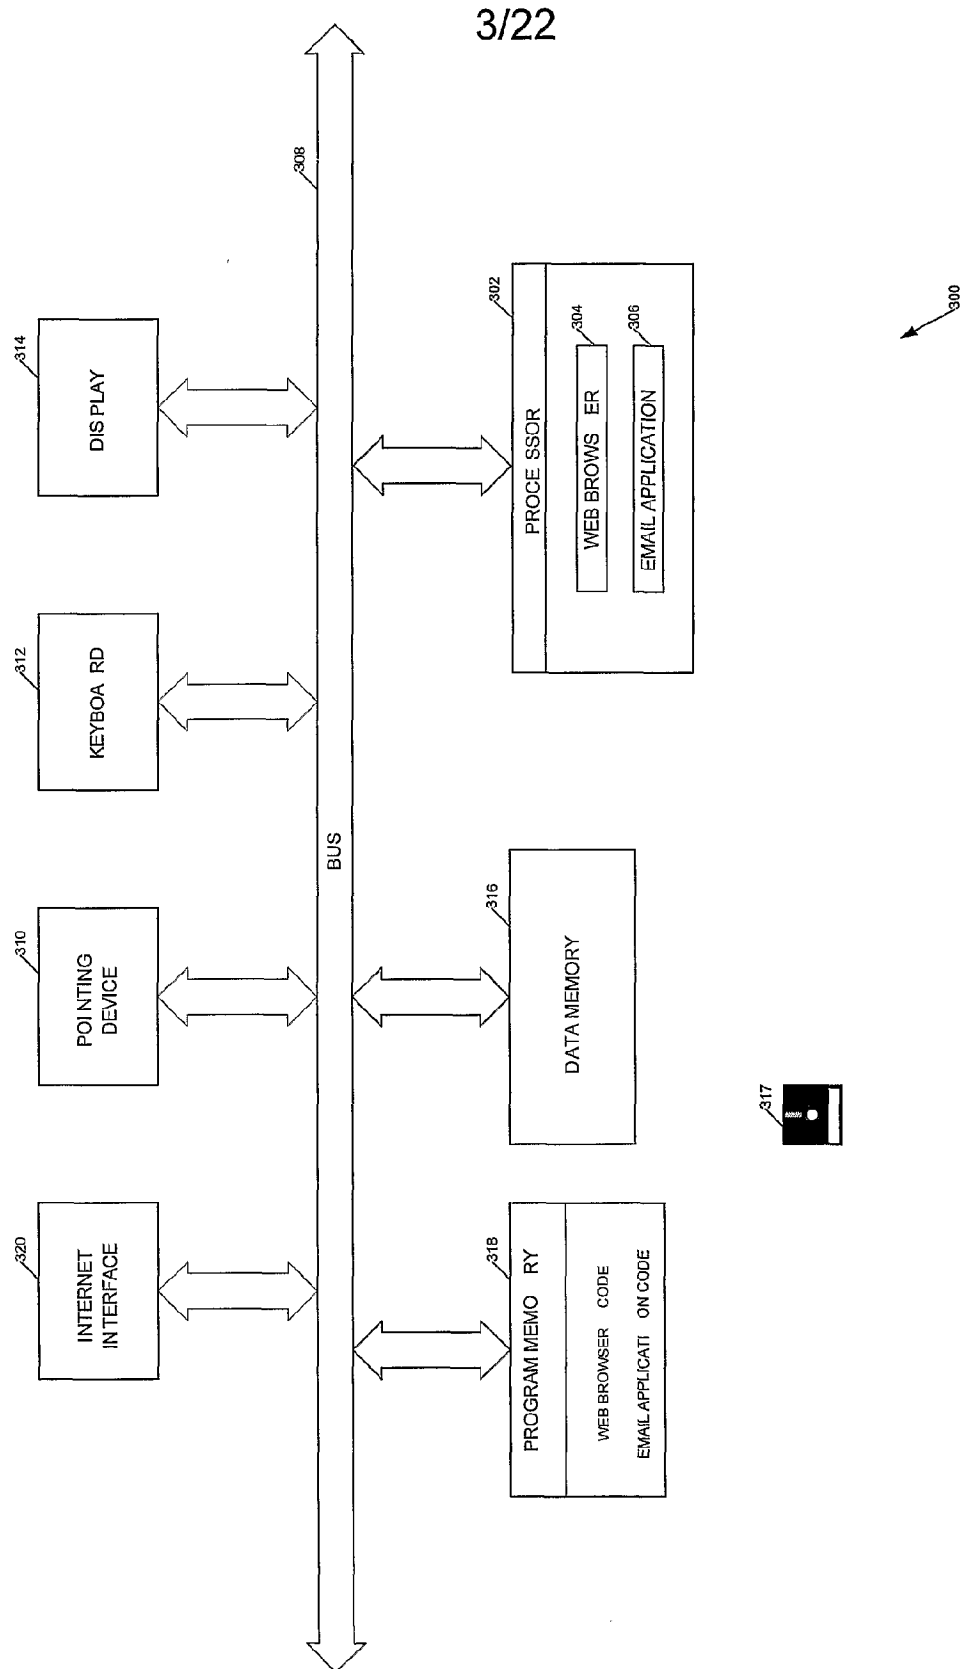 3/22
320
INTERNET
INTERFACE
310
POINTING
DEVICE
312
KEYBOA RD
314
DISPLAY
308
BUS
318
PROGRAM MEMO RY
WEB BROWSER CODE
EMAIL APPLICATI ON CODE
316
DATA MEMORY
302
PROCE SSOR
304
WEB BROWS ER
306
EMAIL APPLICATION
317
300